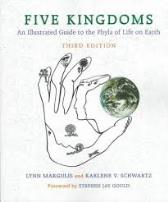 FIVE KINGDOMS
An Illustrated Guide to the Phyla of Life on Earth
THIRD EDITION
LYNN MARGULIS AND KARLENE V. SCHWARTZ
Foreword by STEPHEN JAY GOULD